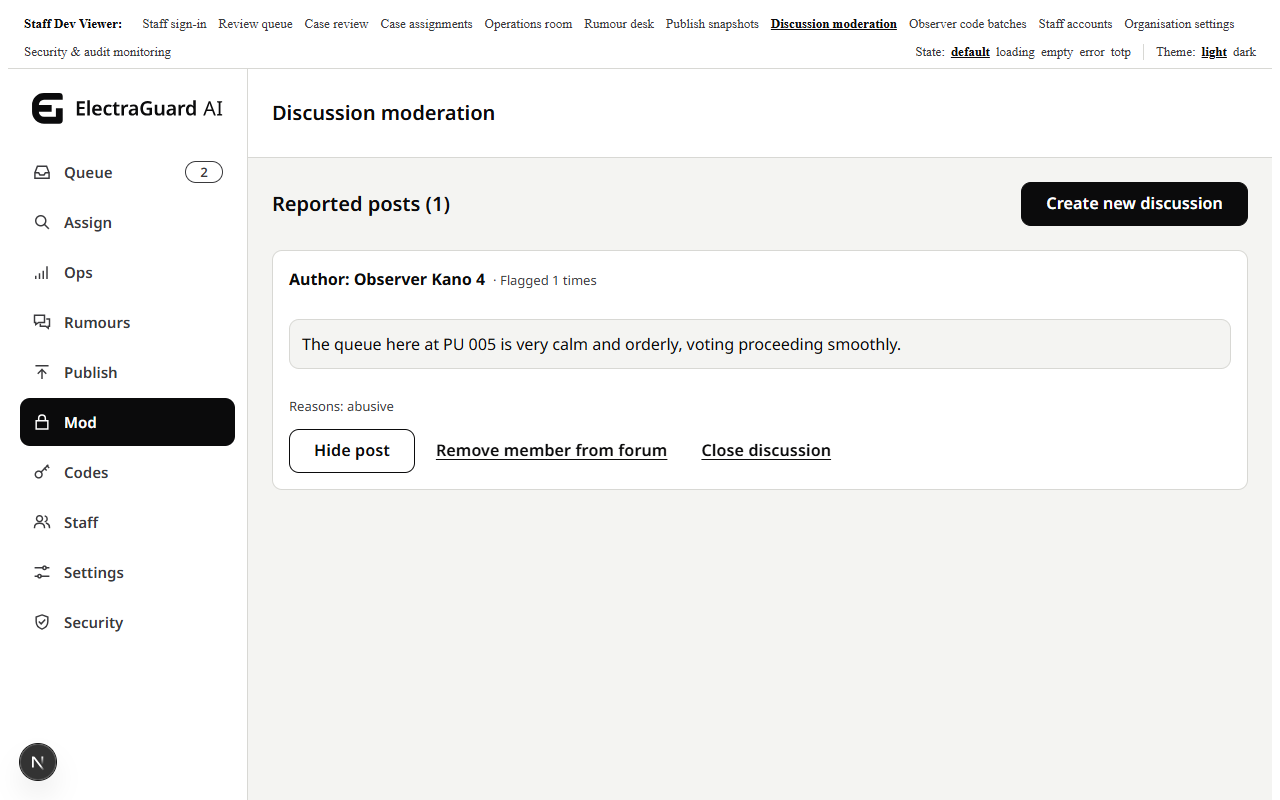 Staff Dev Viewer: Staff sign-in Review queue Case review Case assignments Operations room Rumour desk Publish snapshots Discussion moderation Observer code batches Staff accounts Organisation settings
Security & audit monitoring State: default loading empty error totp Theme: light dark
ElectraGuard AI
Discussion moderation
Queue 2
Assign
Ops
Rumours
Publish
Mod
Codes
Staff
Settings
Security
N
Reported posts (1) Create new discussion
Author: Observer Kano 4 · Flagged 1 times
The queue here at PU 005 is very calm and orderly, voting proceeding smoothly.
Reasons: abusive
Hide post Remove member from forum Close discussion